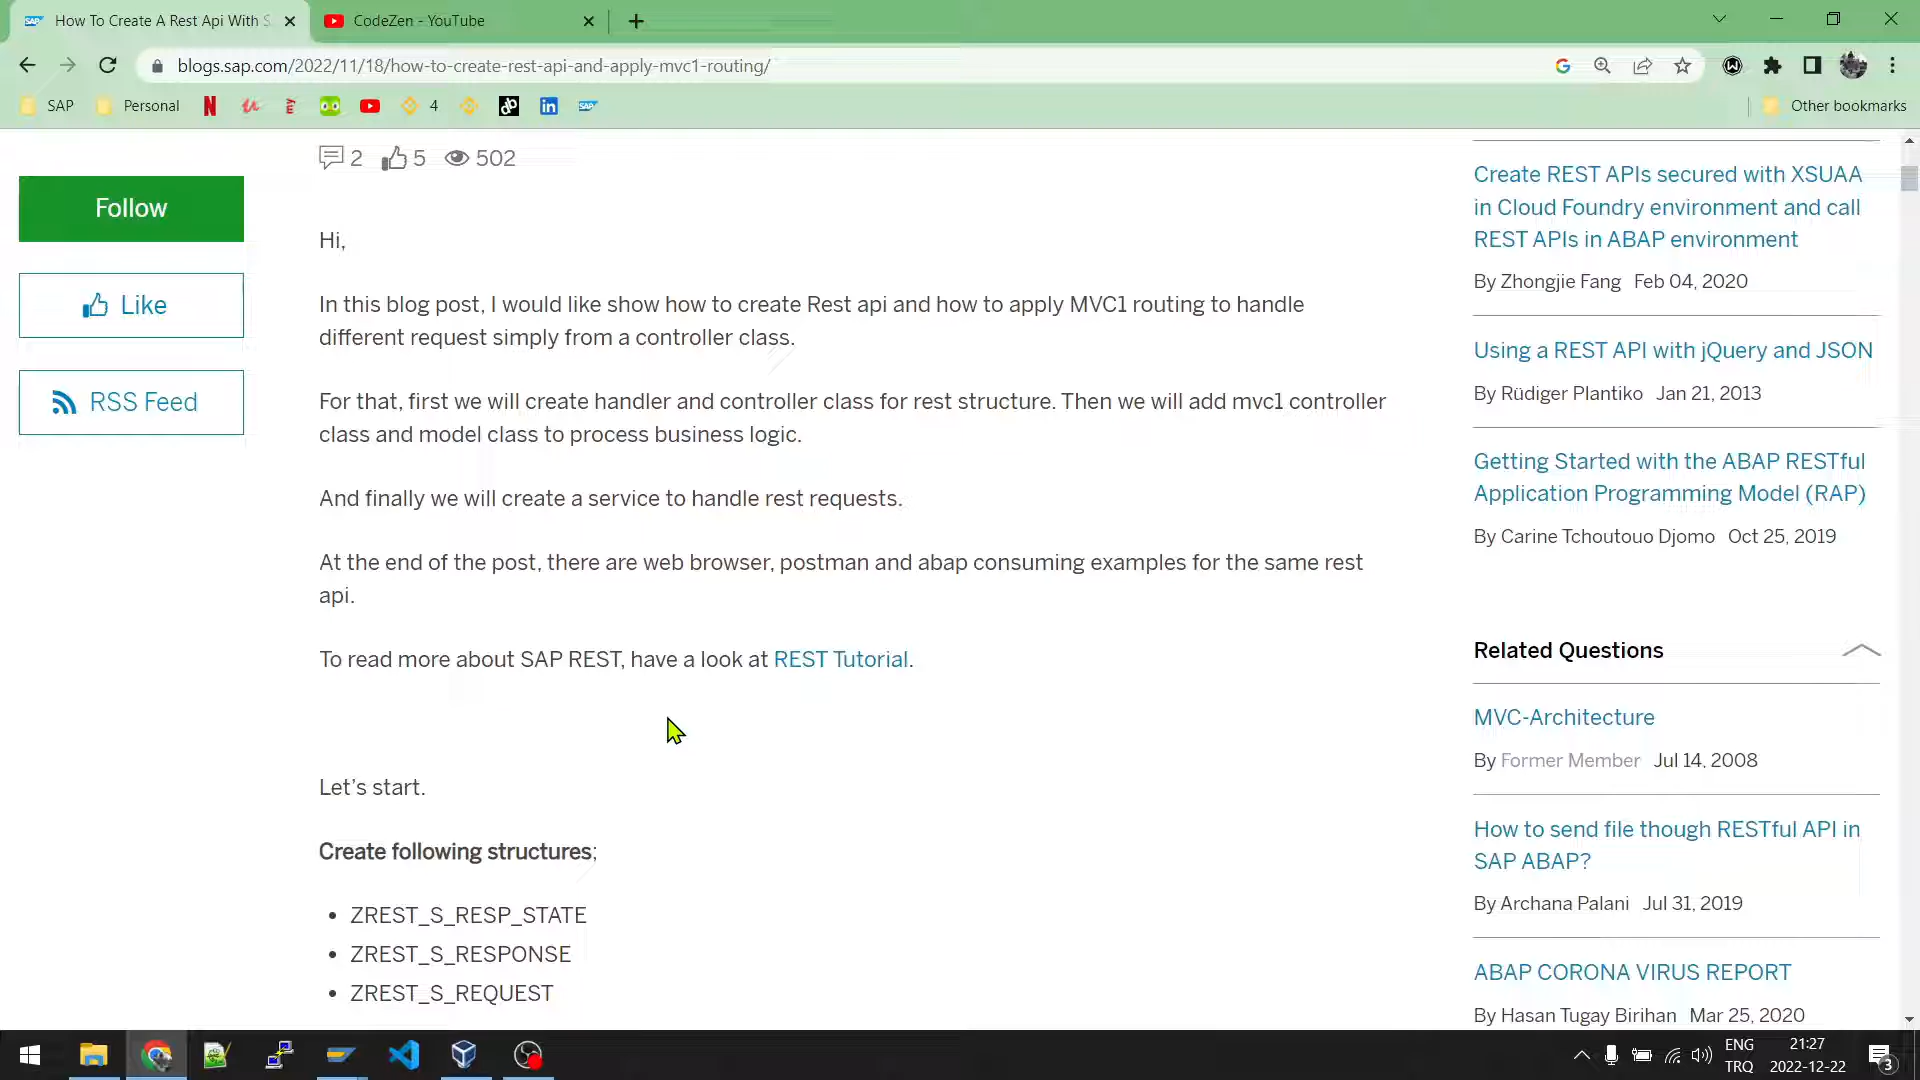 How To Create A Rest Api With S
CodeZen - YouTube
blogs.sap.com/2022/11/18/how-to-create-rest-api-and-apply-mvc1-routing/
SAP
Personal
4
Other bookmarks
2 5 502
Follow
Like
RSS Feed
Hi,
In this blog post, I would like show how to create Rest api and how to apply MVC1 routing to handle
different request simply from a controller class.
For that, first we will create handler and controller class for rest structure. Then we will add mvc1 controller
class and model class to process business logic.
And finally we will create a service to handle rest requests.
At the end of the post, there are web browser, postman and abap consuming examples for the same rest
api.
To read more about SAP REST, have a look at REST Tutorial.
Let’s start.
Create following structures;
• ZREST_S_RESP_STATE
• ZREST_S_RESPONSE
• ZREST_S_REQUEST
Create REST APIs secured with XSUAA
in Cloud Foundry environment and call
REST APIs in ABAP environment
By Zhongjie Fang Feb 04, 2020
Using a REST API with jQuery and JSON
By Rüdiger Plantiko Jan 21, 2013
Getting Started with the ABAP RESTful
Application Programming Model (RAP)
By Carine Tchoutouo Djomo Oct 25, 2019
Related Questions
MVC-Architecture
By Former Member Jul 14, 2008
How to send file though RESTful API in
SAP ABAP?
By Archana Palani Jul 31, 2019
ABAP CORONA VIRUS REPORT
By Hasan Tugay Birihan Mar 25, 2020
ENG
TRQ
21:27
2022-12-22
3